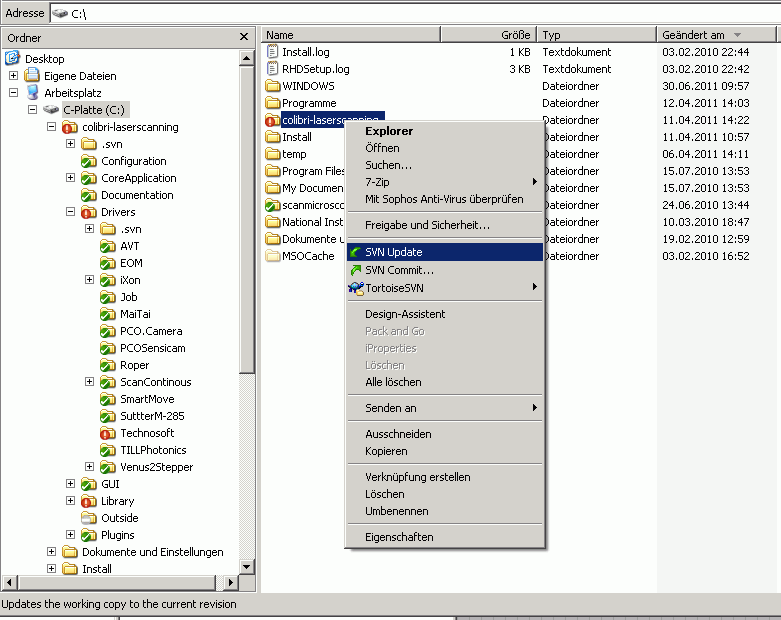 Adresse C:\
Ordner
Desktop
Eigene Dateien
Arbeitsplatz
C-Platte (C:)
colibri-laserscanning
.svn
Configuration
CoreApplication
Documentation
Drivers
.svn
AVT
EOM
iXon
Job
MaiTai
PCO.Camera
PCOSensicam
Roper
ScanContinous
SmartMove
SuttterM-285
Technosoft
TILLPhotonics
Venus2Stepper
GUI
Library
Outside
Plugins
Dokumente und Einstellungen
Install
Name Größe Typ Geändert am
Install.log 1 KB Textdokument 03.02.2010 22:44
RHDSetup.log 3 KB Textdokument 03.02.2010 22:42
WINDOWS Dateiordner 30.06.2011 09:57
Programme Dateiordner 12.04.2011 14:03
colibri-laserscanning Dateiordner 11.04.2011 14:22
Install Dateiordner 11.04.2011 10:57
temp Dateiordner 06.04.2011 14:11
Program Files Dateiordner 15.07.2010 13:53
My Documen Dateiordner 15.07.2010 13:53
scanmicrosco Dateiordner 24.06.2010 13:44
National Inst Dateiordner 10.03.2010 18:47
Dokumente u Dateiordner 19.02.2010 12:59
MSOCache Dateiordner 03.02.2010 16:52
Explorer
Öffnen
Suchen...
7-Zip
Mit Sophos Anti-Virus überprüfen
Freigabe und Sicherheit...
SVN Update
SVN Commit...
TortoiseSVN
Design-Assistent
Pack and Go
iProperties
Löschen
Alle löschen
Senden an
Ausschneiden
Kopieren
Verknüpfung erstellen
Löschen
Umbenennen
Eigenschaften
Updates the working copy to the current revision